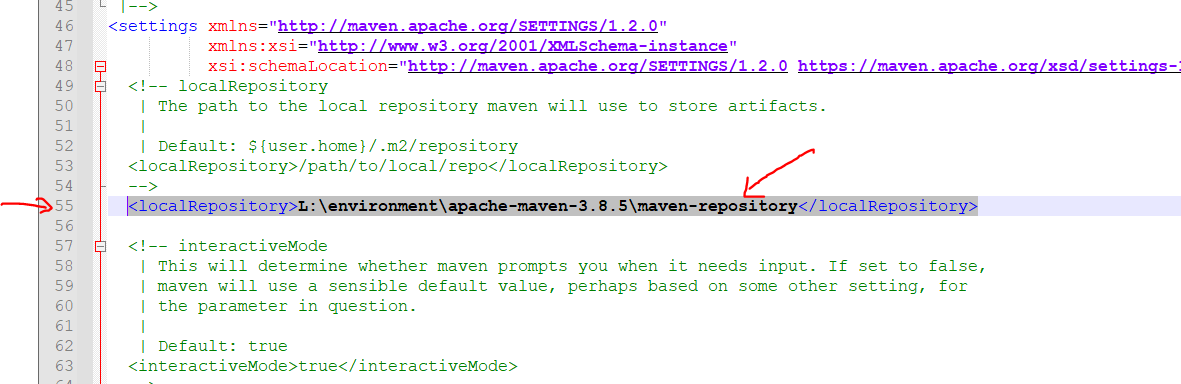 45 |-->
46 <settings xmlns="http://maven.apache.org/SETTINGS/1.2.0"
47 xmlns:xsi="http://www.w3.org/2001/XMLSchema-instance"
48 xsi:schemaLocation="http://maven.apache.org/SETTINGS/1.2.0 https://maven.apache.org/xsd/settings-1
49 <!-- localRepository
50 | The path to the local repository maven will use to store artifacts.
51 |
52 | Default: ${user.home}/.m2/repository
53 <localRepository>/path/to/local/repo</localRepository>
54 -->
55 <localRepository>L:\environment\apache-maven-3.8.5\maven-repository</localRepository>
56
57 <!-- interactiveMode
58 | This will determine whether maven prompts you when it needs input. If set to false,
59 | maven will use a sensible default value, perhaps based on some other setting, for
60 | the parameter in question.
61 |
62 | Default: true
63 <interactiveMode>true</interactiveMode>